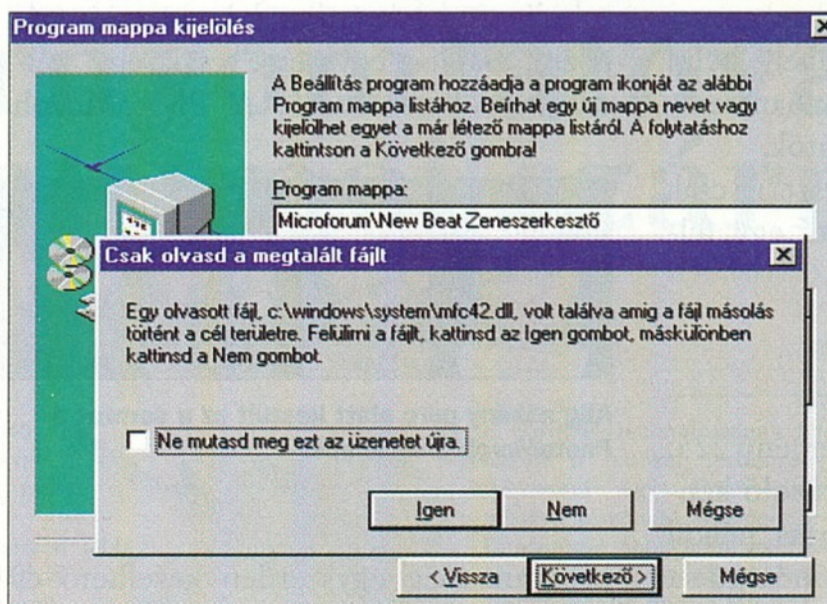 Program mappa kijelölés
A Beállítás program hozzáadja a program ikonját az alábbi
Program mappa listához. Beírhat egy új mappa nevet vagy
kijelölhet egyet a már létező mappa listáról. A folytatáshoz
kattintson a Következő gombra!
Program mappa:
Microforum\New Beat Zeneszerkesztő
Csak olvasd a megtalált fájlt
Egy olvasott fájl, c:\windows\system\mfc42.dll, volt találva amig a fájl másolás
történt a cél területre. Felülirni a fájlt, kattinsd az Igen gombot, máskülönben
kattinsd a Nem gombot.
Ne mutasd meg ezt az üzenetet újra.
Igen
Nem
Mégse
< Vissza
Következő >
Mégse